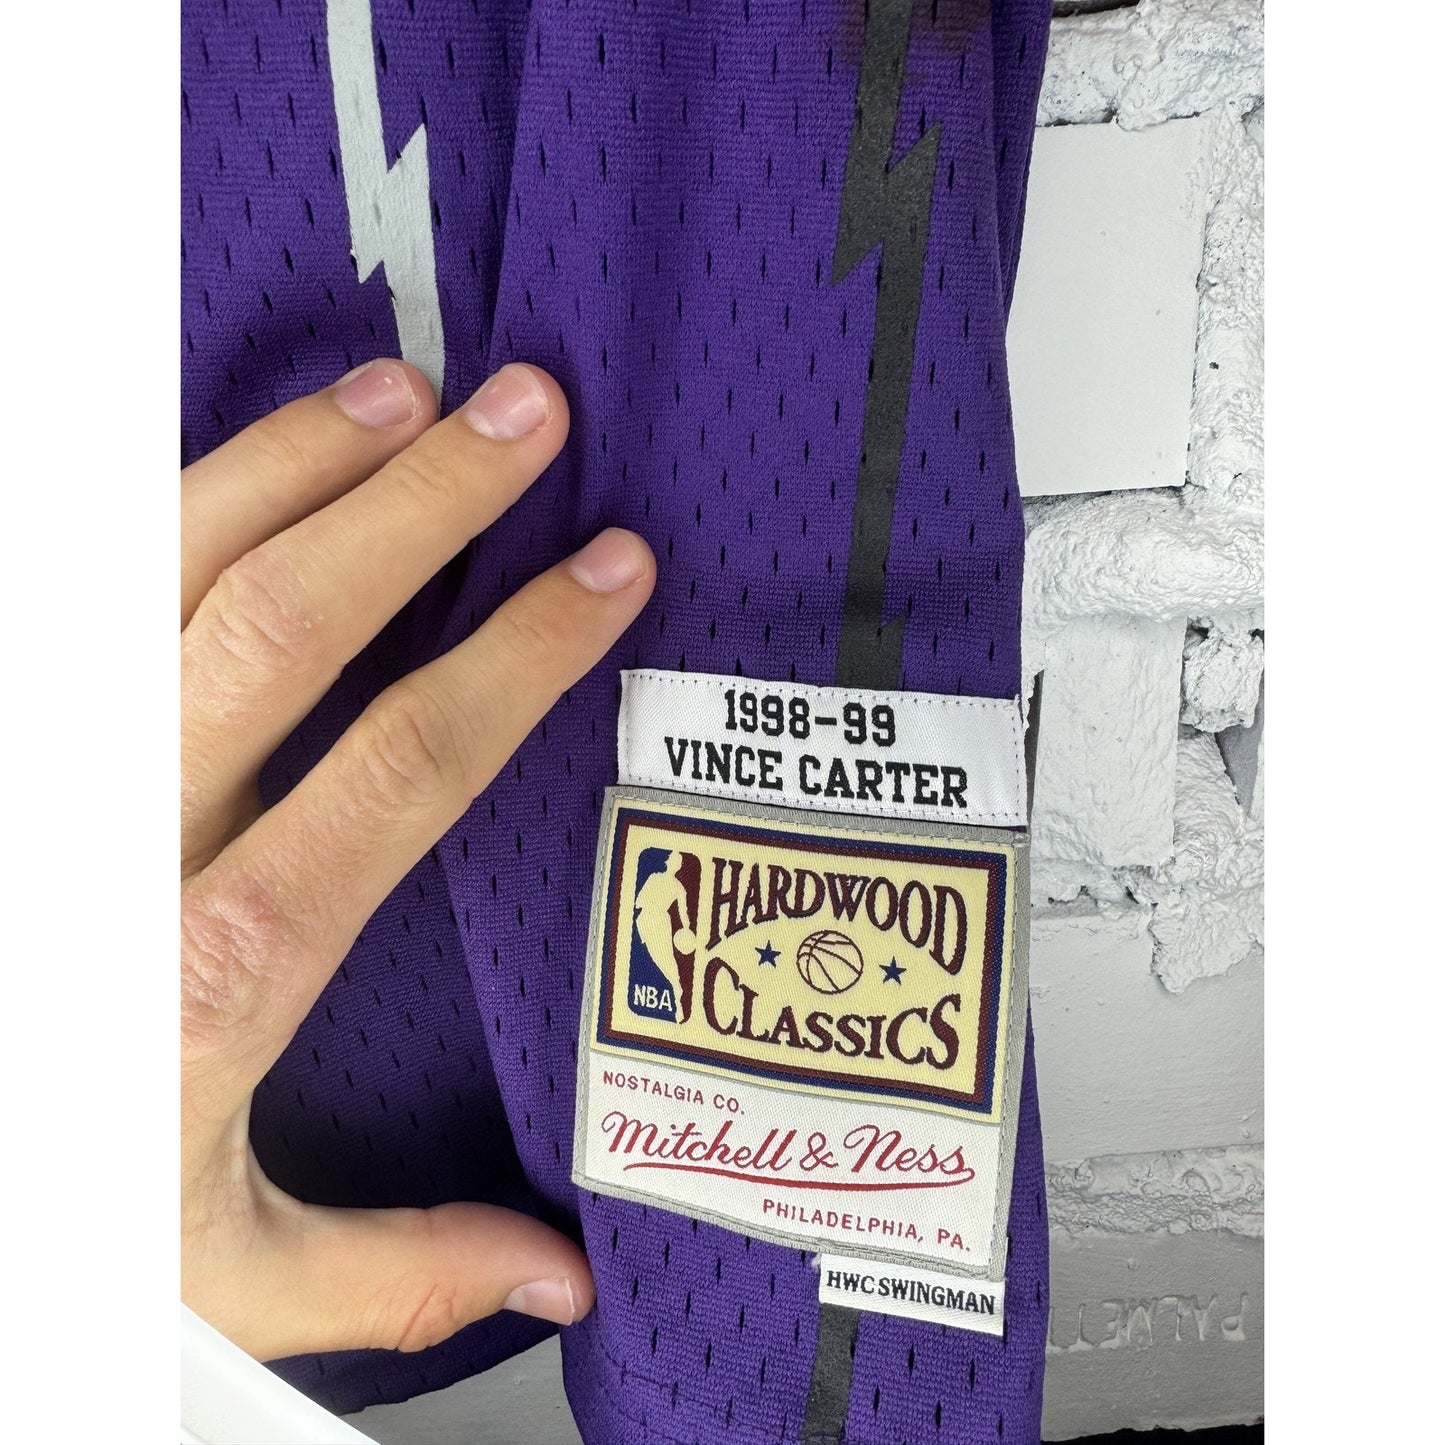 1998-99
VINCE CARTER
HARDWOOD
NBA
CLASSICS
NOSTALGIA CO.
Mitchell & Ness
PHILADELPHIA, PA.
HWC SWINGMAN